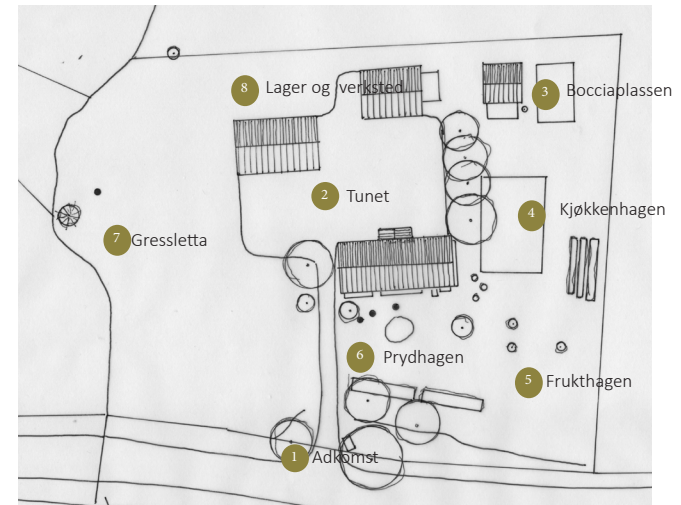 8 Lager og verksted
3 Bocciaplassen
2 Tunet
4 Kjøkkenhagen
7 Gressletta
6 Prydhagen
5 Frukthagen
1 Adkomst